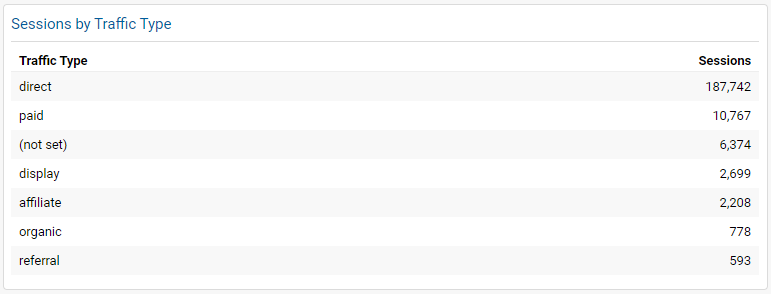 Sessions by Traffic Type
Traffic Type Sessions
direct 187,742
paid 10,767
(not set) 6,374
display 2,699
affiliate 2,208
organic 778
referral 593